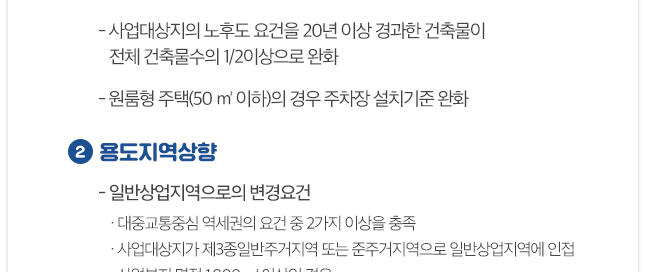 - 사업대상지의 노후도 요건을 20년 이상 경과한 건축물이
전체 건축물수의 1/2이상으로 완화
- 원룸형 주택(50 ㎡ 이하)의 경우 주차장 설치기준 완화
2 용도지역상향
- 일반상업지역으로의 변경요건
· 대중교통중심 역세권의 요건 중 2가지 이상을 충족
· 사업대상지가 제3종일반주거지역 또는 준주거지역으로 일반상업지역에 인접